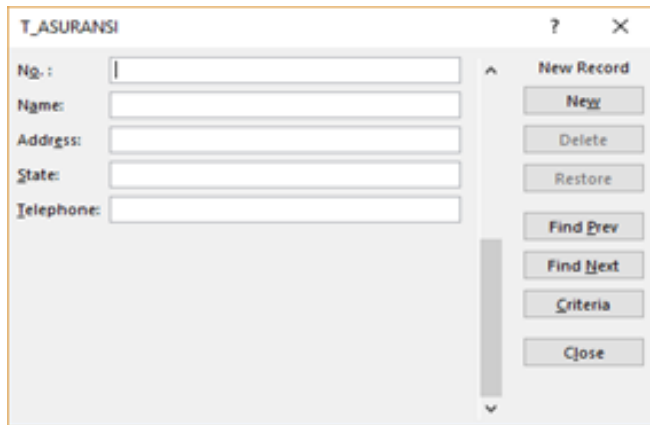 T_ASURANSI ? ×
No. :
Name:
Address:
State:
Telephone:
New Record
New
Delete
Restore
Find Prev
Find Next
Criteria
Close